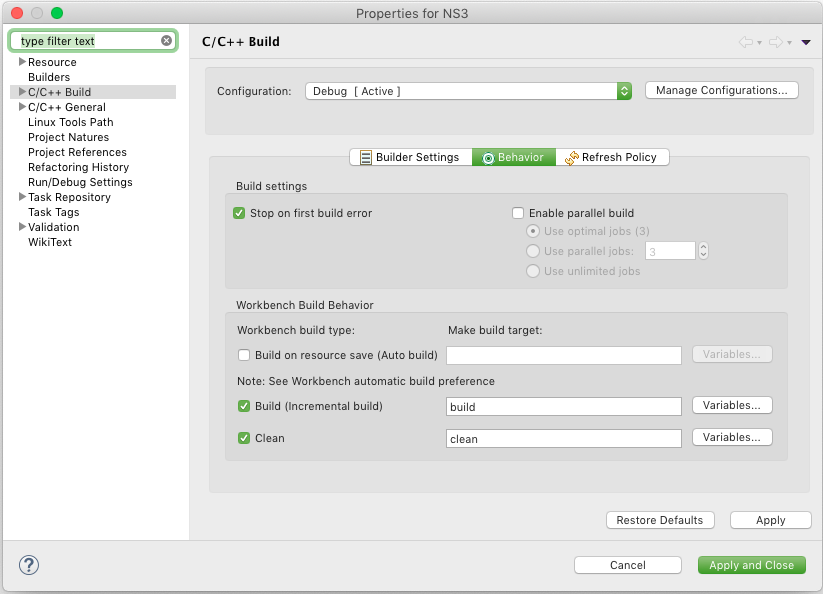 Properties for NS3
type filter text
Resource
Builders
C/C++ Build
C/C++ General
Linux Tools Path
Project Natures
Project References
Refactoring History
Run/Debug Settings
Task Repository
Task Tags
Validation
WikiText
C/C++ Build
Configuration: Debug [ Active ] Manage Configurations...
Builder Settings Behavior Refresh Policy
Build settings
Stop on first build error Enable parallel build
Use optimal jobs (3)
Use parallel jobs: 3
Use unlimited jobs
Workbench Build Behavior
Workbench build type: Make build target:
Build on resource save (Auto build) Variables...
Note: See Workbench automatic build preference
Build (Incremental build) build Variables...
Clean clean Variables...
Restore Defaults Apply
? Cancel Apply and Close